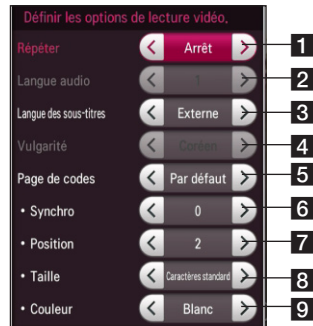 Définir les options de lecture vidéo.
Répéter Arrêt 1
Langue audio 1 2
Langue des sous-titres Externe 3
Vulgarité Coréen 4
Page de codes Par défaut 5
• Synchro 0 6
• Position 2 7
• Taille Caractères standard 8
• Couleur Blanc 9